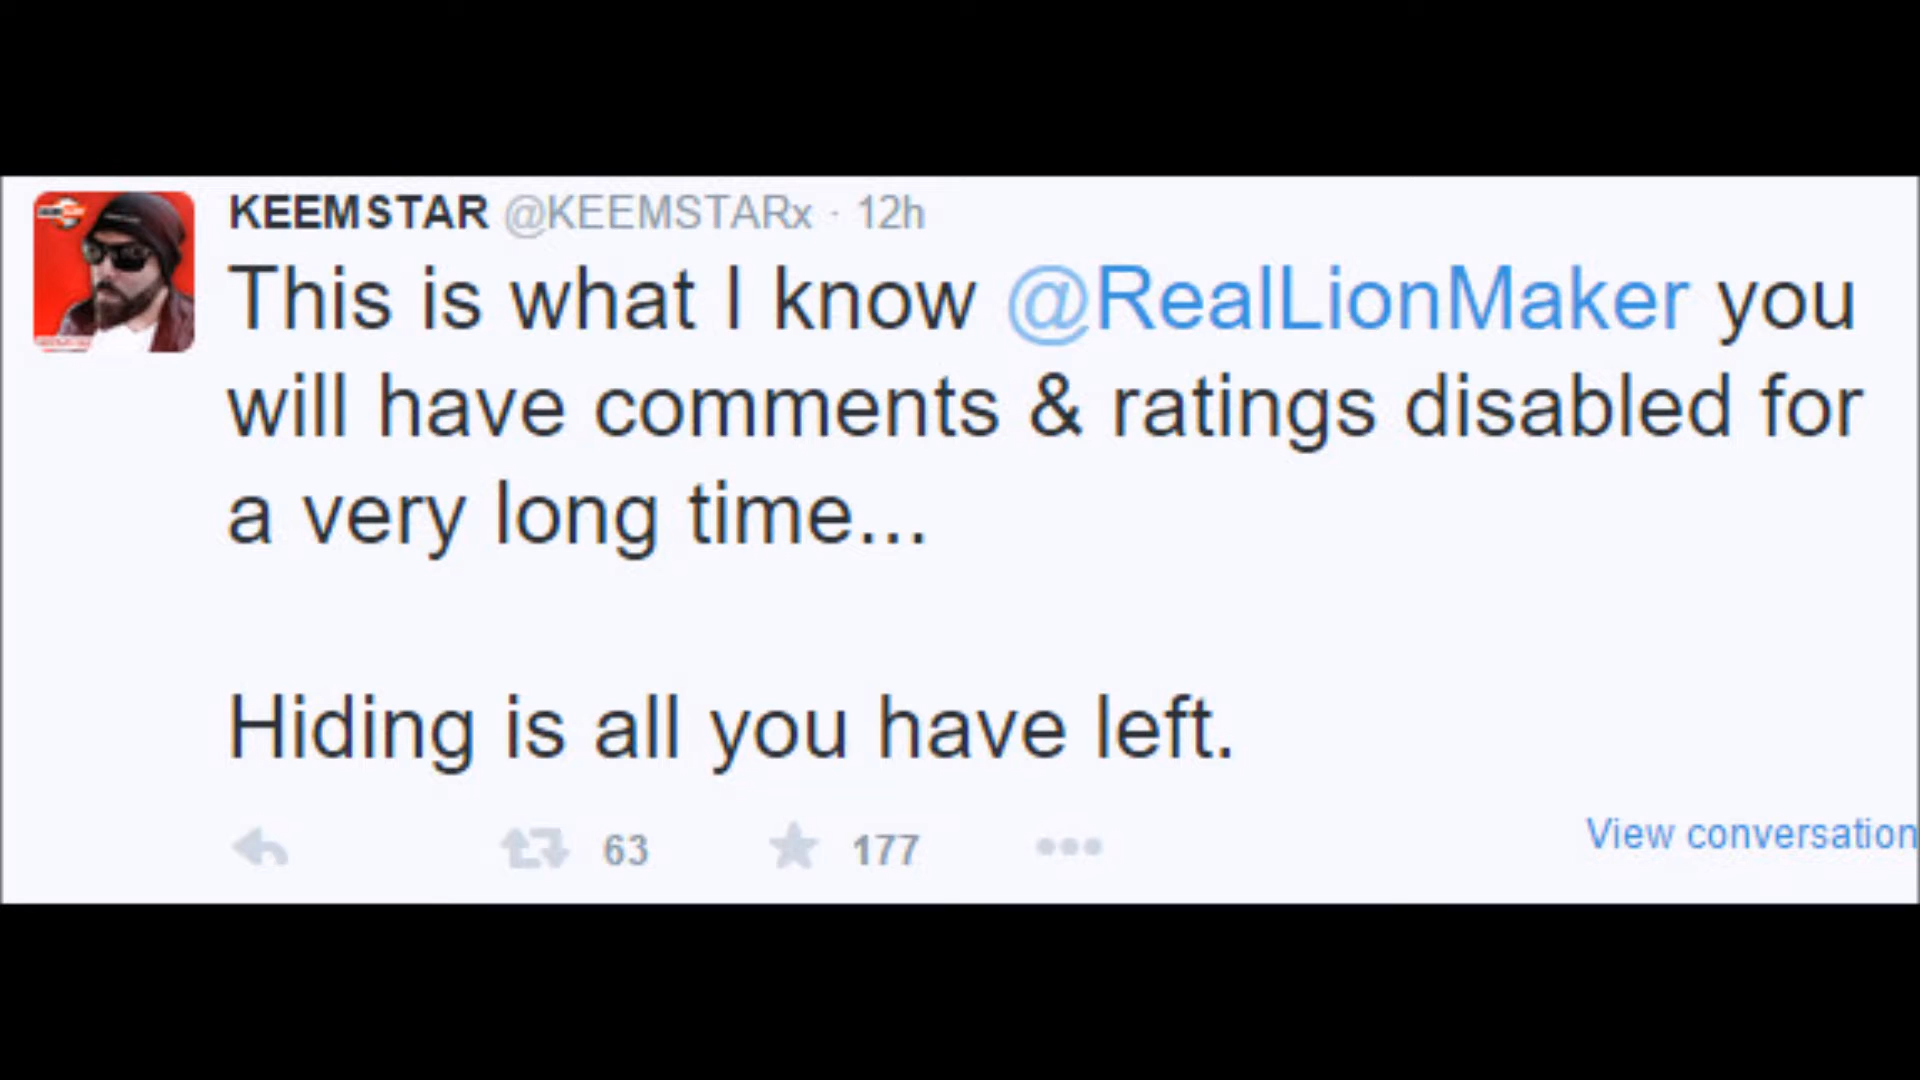 KEEMSTAR @KEEMSTARx · 12h
This is what I know @RealLionMaker you
will have comments & ratings disabled for
a very long time...
Hiding is all you have left.
63 177
View conversation